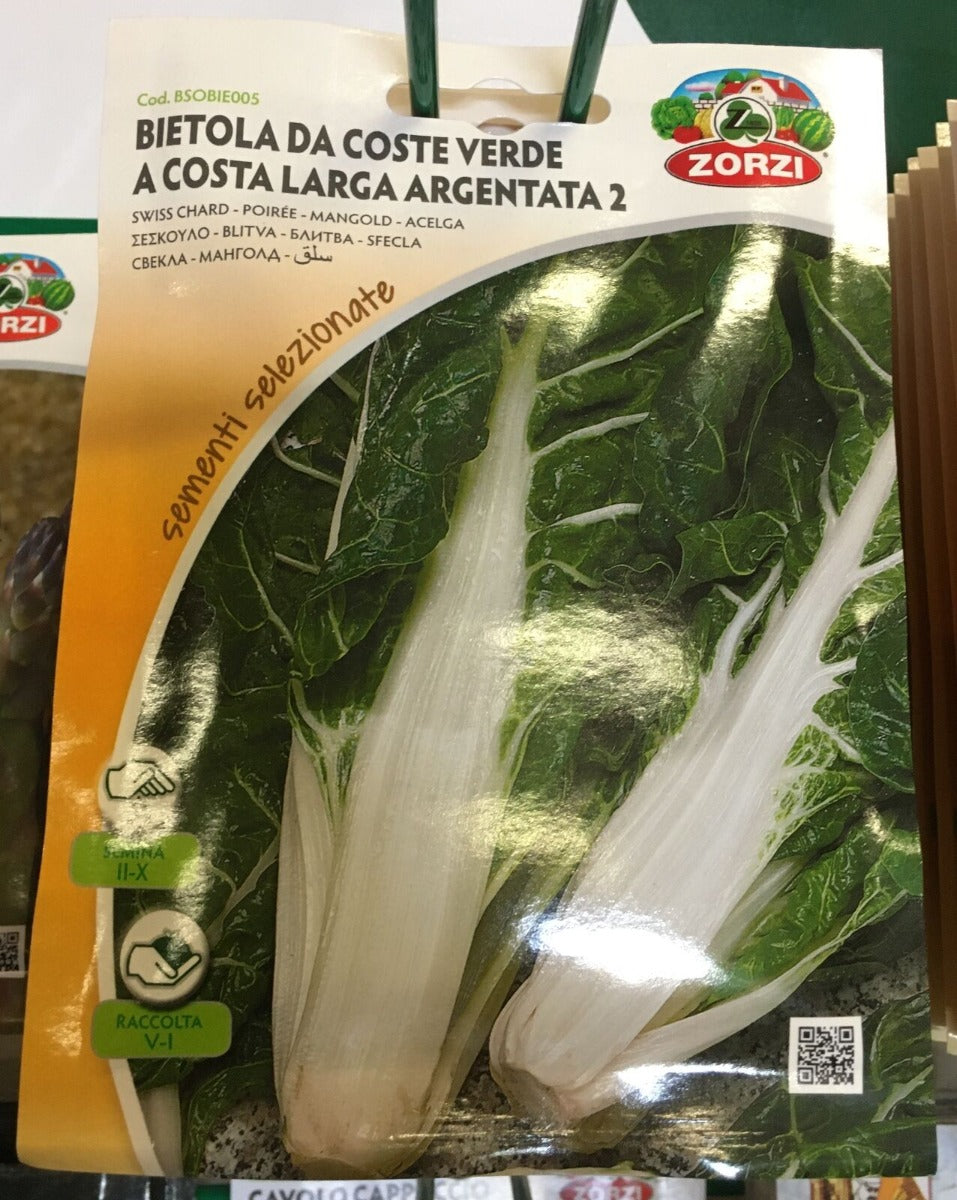 Cod. BSOBIE005
BIETOLA DA COSTE VERDE
A COSTA LARGA ARGENTATA 2
SWISS CHARD - POIRÉE - MANGOLD - ACELGA
ΣΕΣΚΟΥΛΟ - BLITVA - БЛИТВА - SFECLA
СВЕКЛА - МАНГОЛД - سلق
ZORZI
sementi selezionate
RZI
SEMINA
II-X
RACCOLTA
V-I
ZORZI